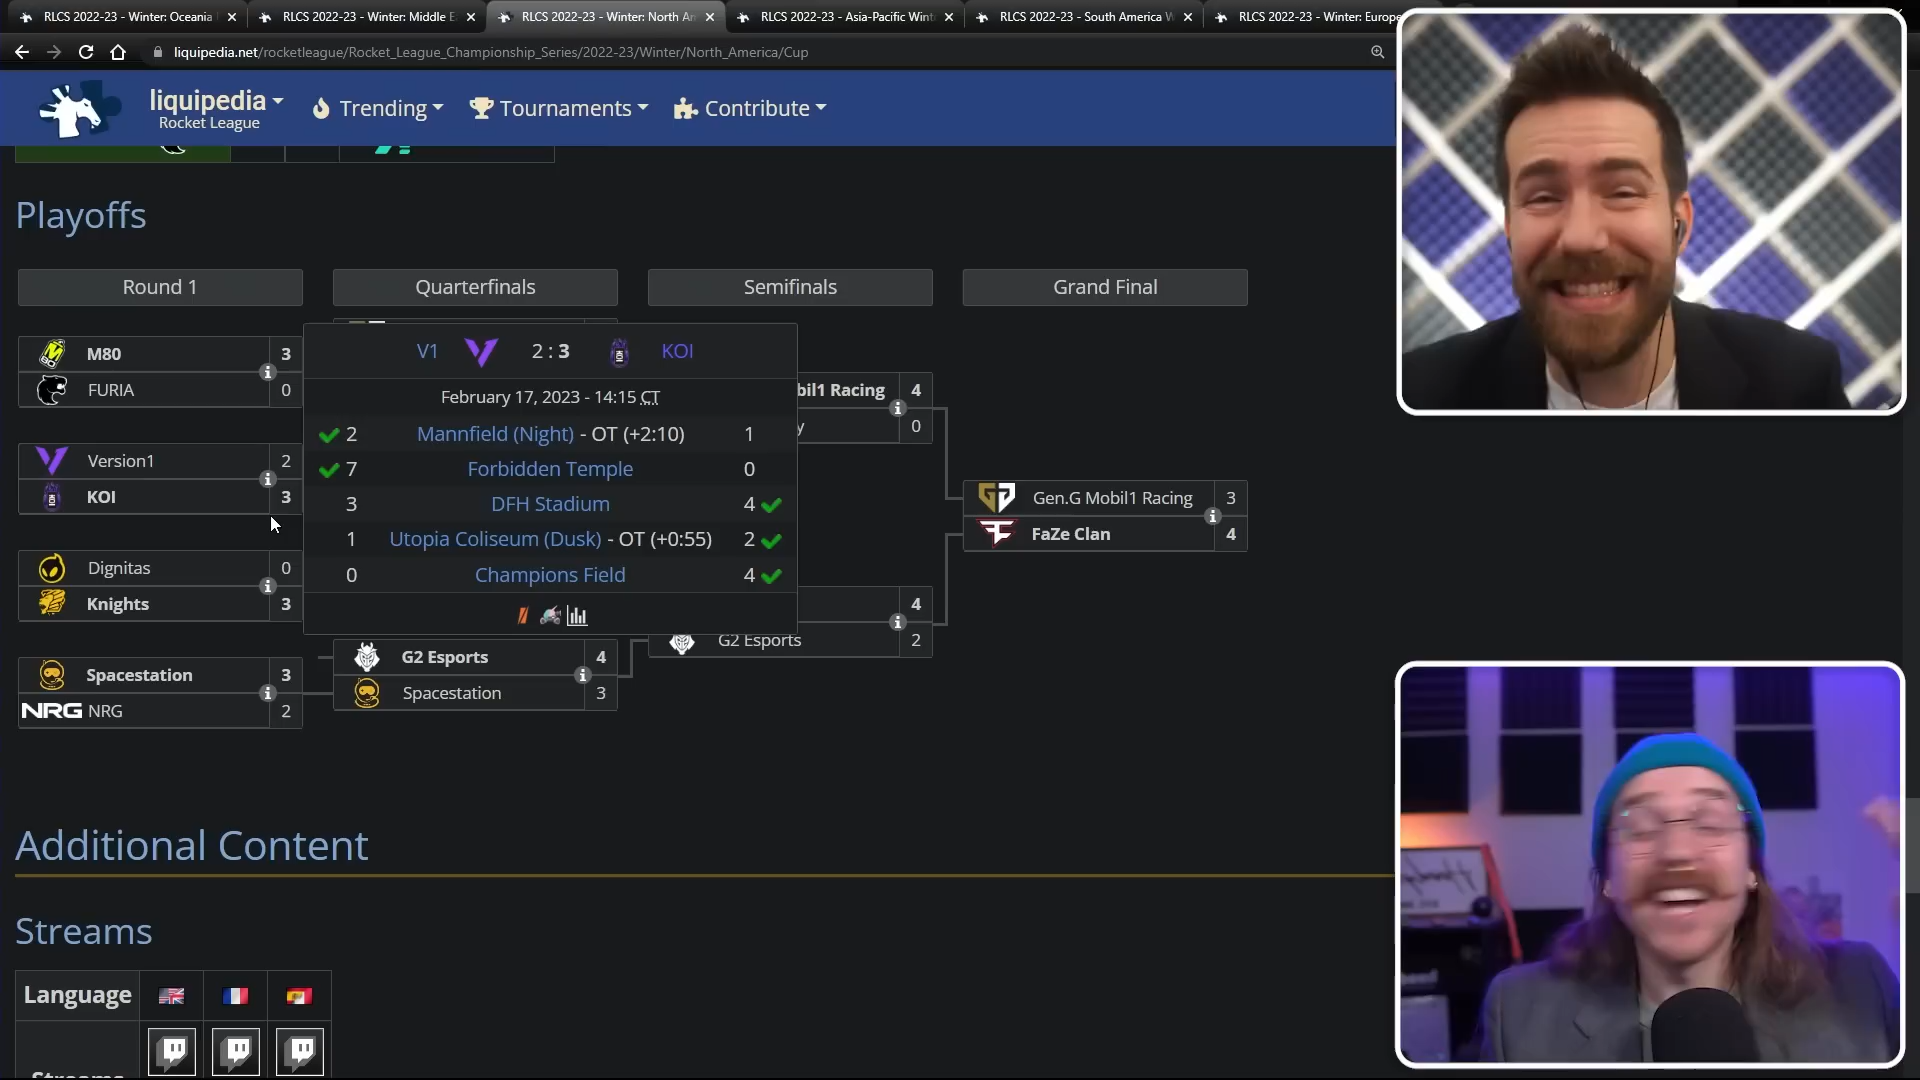 RLCS 2022-23 - Winter: Oceania
RLCS 2022-23 - Winter: Middle E
RLCS 2022-23 - Winter: North Am
RLCS 2022-23 - Asia-Pacific Wint
RLCS 2022-23 - South America W
RLCS 2022-23 - Winter: Europe
liquipedia.net/rocketleague/Rocket_League_Championship_Series/2022-23/Winter/North_America/Cup
liquipedia
Rocket League
Trending
Tournaments
Contribute
Playoffs
Round 1
Quarterfinals
Semifinals
Grand Final
M80 3
FURIA 0
Version1 2
KOI 3
Dignitas 0
Knights 3
Spacestation 3
NRG NRG 2
V1 2 : 3 KOI
February 17, 2023 - 14:15 CT
2 Mannfield (Night) - OT (+2:10) 1
7 Forbidden Temple 0
3 DFH Stadium 4
1 Utopia Coliseum (Dusk) - OT (+0:55) 2
0 Champions Field 4
G2 Esports 4
Spacestation 3
bil1 Racing 4
y 0
4
G2 Esports 2
Gen.G Mobil1 Racing 3
FaZe Clan 4
Additional Content
Streams
Language